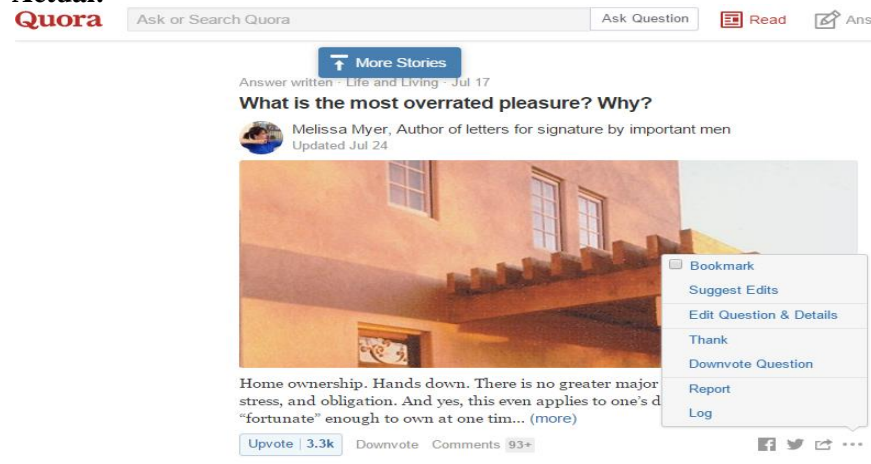 Actual:
Quora Ask or Search Quora Ask Question Read Ans
More Stories
Answer written · Life and Living · Jul 17
What is the most overrated pleasure? Why?
Melissa Myer, Author of letters for signature by important men
Updated Jul 24
Bookmark
Suggest Edits
Edit Question & Details
Thank
Downvote Question
Report
Log
Home ownership. Hands down. There is no greater major
stress, and obligation. And yes, this even applies to one's d
“fortunate” enough to own at one tim... (more)
Upvote | 3.3k Downvote Comments 93+